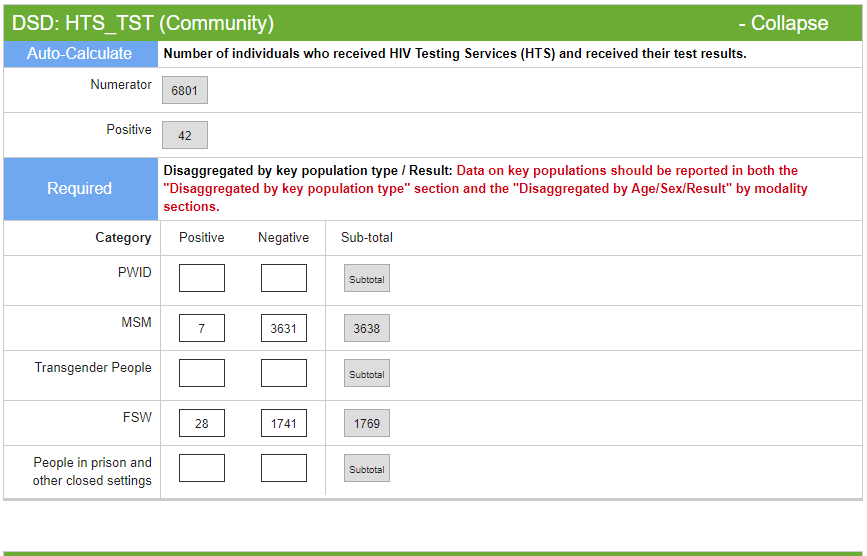 DSD: HTS_TST (Community) - Collapse
Auto-Calculate Number of individuals who received HIV Testing Services (HTS) and received their test results.
Numerator 6801
Positive 42
Disaggregated by key population type / Result: Data on key populations should be reported in both the
Required "Disaggregated by key population type" section and the "Disaggregated by Age/Sex/Result" by modality
sections.
Category Positive Negative Sub-total
PWID Subtotal
MSM 7 3631 3638
Transgender People Subtotal
FSW 28 1741 1769
People in prison and
other closed settings Subtotal